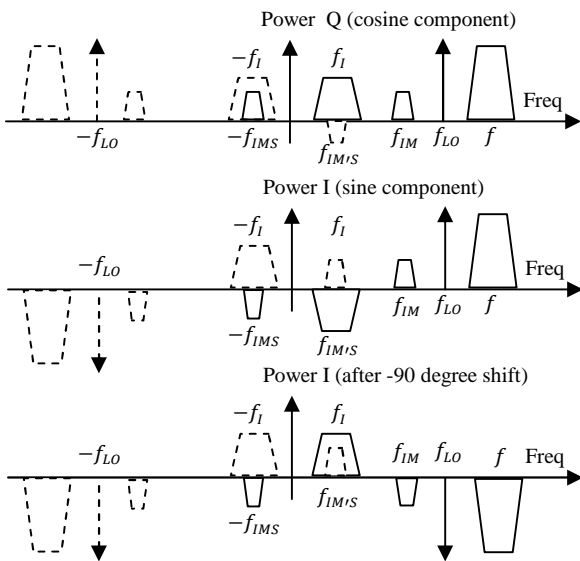 Power Q (cosine component)
−f_I f_I
Freq
−f_LO −f_IMS f_IM'S f_IM f_LO f
Power I (sine component)
−f_LO −f_I f_I
Freq
−f_IMS f_IM'S f_IM f_LO f
Power I (after -90 degree shift)
−f_LO −f_I f_I f_IM f_LO f
Freq
−f_IMS f_IM'S